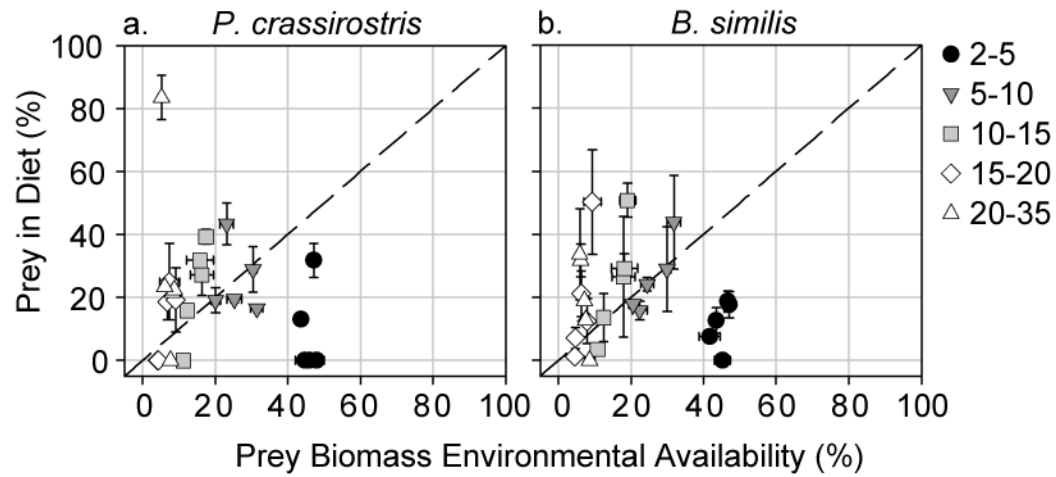 a. P. crassirostris
b. B. similis
Prey in Diet (%)
100
80
60
40
20
0
0 20 40 60 80 100
0 20 40 60 80 100
Prey Biomass Environmental Availability (%)
2-5
5-10
10-15
15-20
20-35